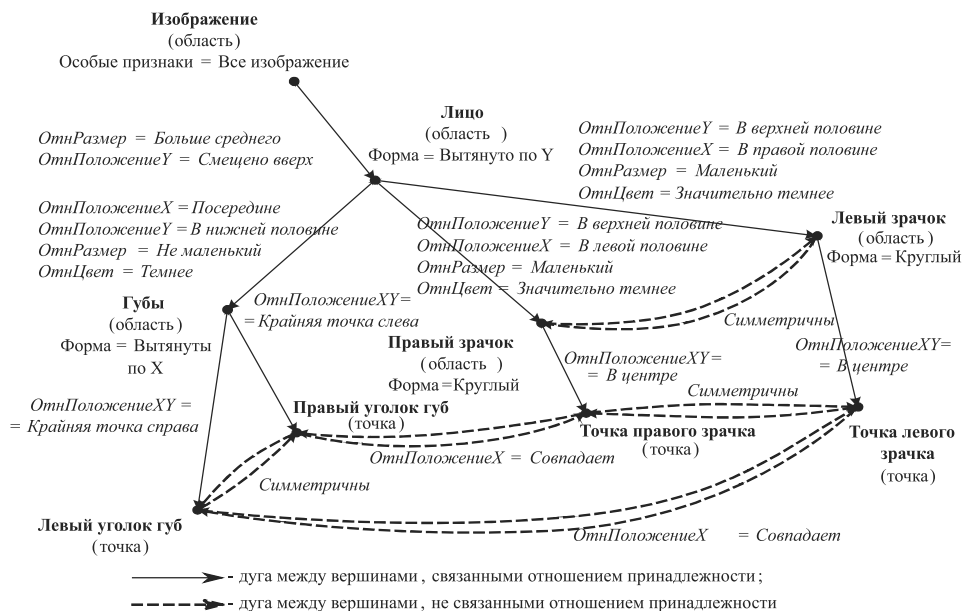 Изображение
(область)
Особые признаки = Все изображение
ОтнРазмер = Больше среднего
ОтнПоложениеY = Смещено вверх
Лицо
(область )
Форма = Вытянуто по Y
ОтнПоложениеY = В верхней половине
ОтнПоложениеX = В правой половине
ОтнРазмер = Маленький
ОтнЦвет = Значительно темнее
ОтнПоложениеX = Посередине
ОтнПоложениеY = В нижней половине
ОтнРазмер = Не маленький
ОтнЦвет = Темнее
ОтнПоложениеY = В верхней половине
ОтнПоложениеX = В левой половине
ОтнРазмер = Маленький
ОтнЦвет = Значительно темнее
Левый зрачок
(область)
Форма = Круглый
Губы
(область )
Форма = Вытянуты
по X
ОтнПоложениеXY =
= Крайняя точка слева
Правый зрачок
(область )
Форма =Круглый
Симметричны
ОтнПоложениеXY =
= В центре
ОтнПоложениеXY =
= В центре
ОтнПоложениеXY =
= Крайняя точка справа
Правый уголок губ
(точка)
Симметричны
Точка правого зрачка
(точка)
Точка левого
зрачка
(точка)
ОтнПоложениеX = Совпадает
Симметричны
Левый уголок губ
(точка)
ОтнПоложениеX = Совпадает
- дуга между вершинами , связанными отношением принадлежности ;
- дуга между вершинами , не связанными отношением принадлежности